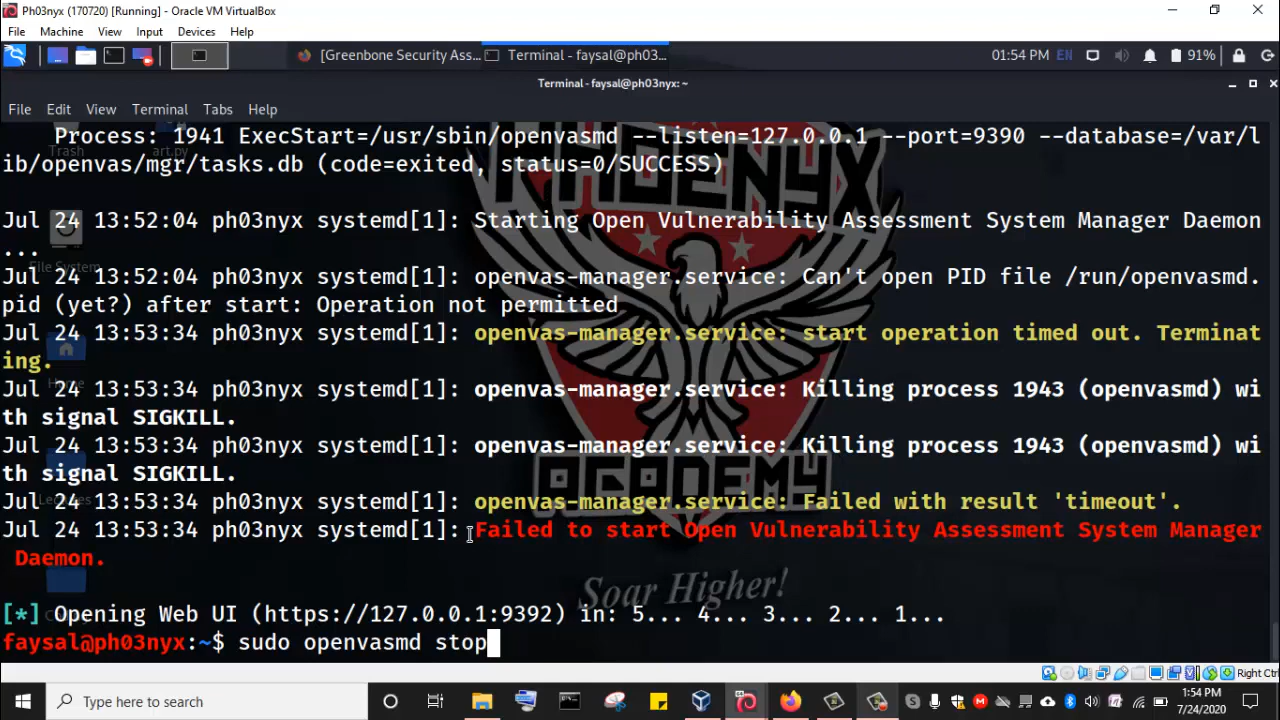 Ph03nyx (170720) [Running] - Oracle VM VirtualBox
File Machine View Input Devices Help
[Greenbone Security Ass... Terminal - faysal@ph03... 01:54 PM EN 91%
Terminal - faysal@ph03nyx: ~
File Edit View Terminal Tabs Help
Process: 1941 ExecStart=/usr/sbin/openvasmd --listen=127.0.0.1 --port=9390 --database=/var/l
ib/openvas/mgr/tasks.db (code=exited, status=0/SUCCESS)
Trash
art.py
PHOENYX
Jul 24 13:52:04 ph03nyx systemd[1]: Starting Open Vulnerability Assessment System Manager Daemon
...
File System
Jul 24 13:52:04 ph03nyx systemd[1]: openvas-manager.service: Can't open PID file /run/openvasmd.
pid (yet?) after start: Operation not permitted
Jul 24 13:53:34 ph03nyx systemd[1]: openvas-manager.service: start operation timed out. Terminat
ing.
Home
Jul 24 13:53:34 ph03nyx systemd[1]: openvas-manager.service: Killing process 1943 (openvasmd) wi
th signal SIGKILL.
Jul 24 13:53:34 ph03nyx systemd[1]: openvas-manager.service: Killing process 1943 (openvasmd) wi
th signal SIGKILL.
ACADEMY
Jul 24 13:53:34 ph03nyx systemd[1]: openvas-manager.service: Failed with result 'timeout'.
Jul 24 13:53:34 ph03nyx systemd[1]: Failed to start Open Vulnerability Assessment System Manager
Daemon.
Soar Higher!
[*] Opening Web UI (https://127.0.0.1:9392) in: 5... 4... 3... 2... 1...
faysal@ph03nyx:~$ sudo openvasmd stop
Right Ctrl
Type here to search
1:54 PM
7/24/2020